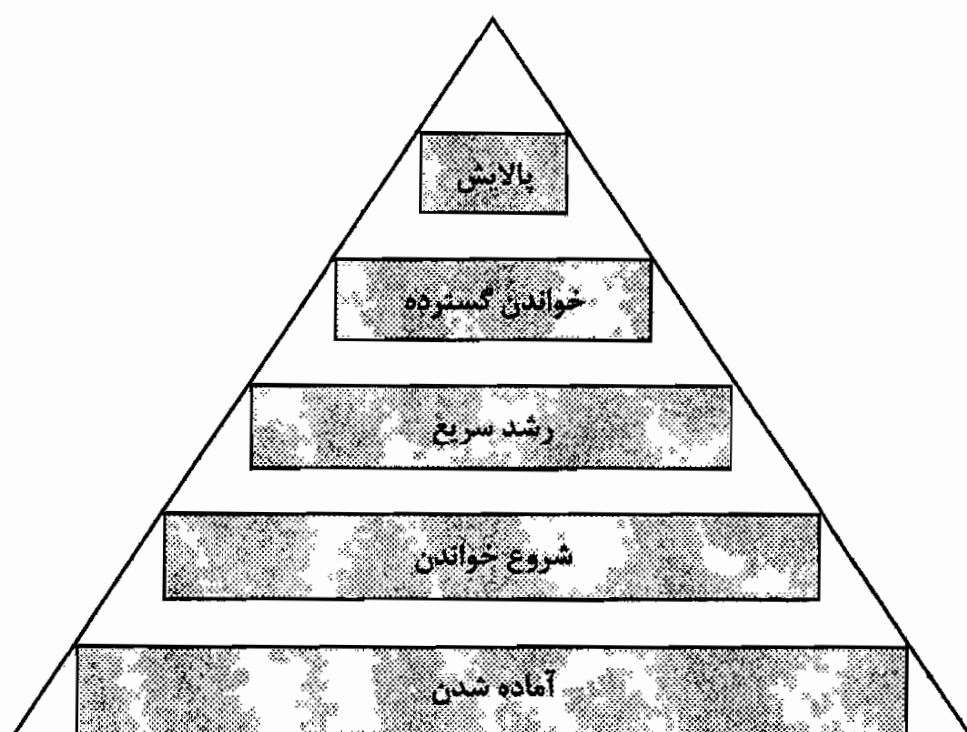 پالایش
خواندن گسترده
رشد سریع
شروع خواندن
آماده شدن